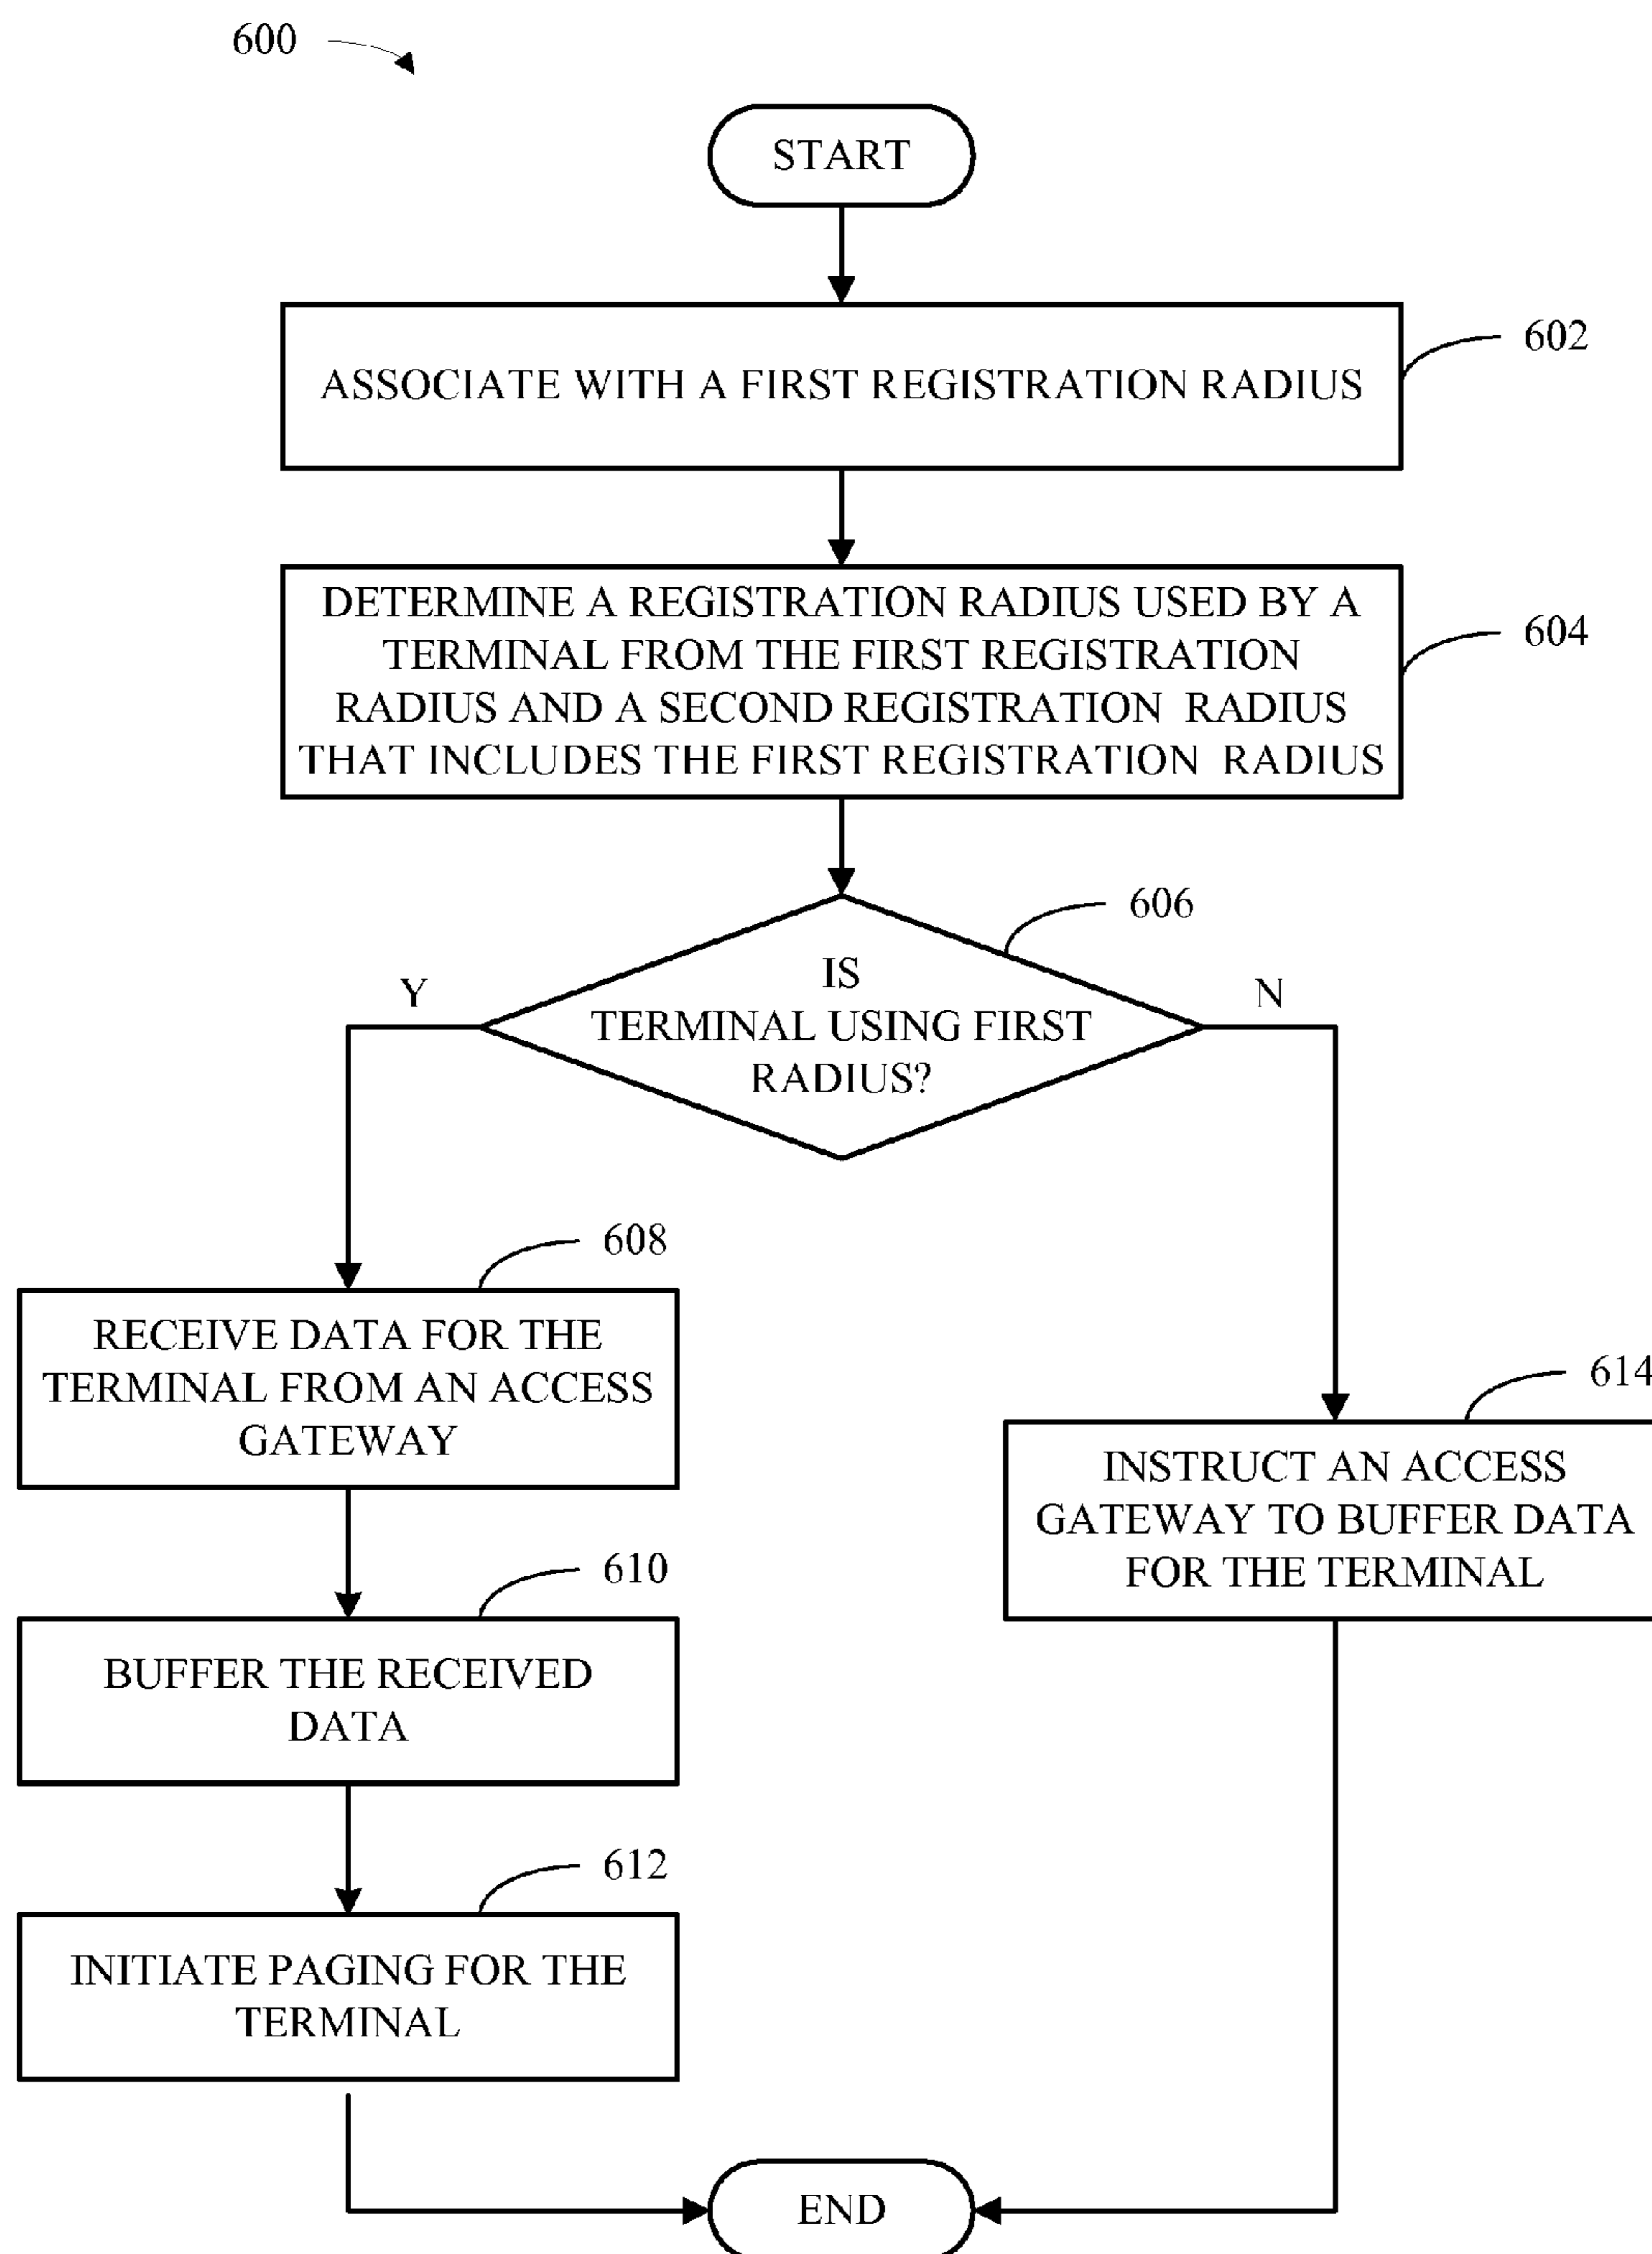 600
START
602
ASSOCIATE WITH A FIRST REGISTRATION RADIUS
604
DETERMINE A REGISTRATION RADIUS USED BY A
TERMINAL FROM THE FIRST REGISTRATION
RADIUS AND A SECOND REGISTRATION RADIUS
THAT INCLUDES THE FIRST REGISTRATION RADIUS
606
Y
N
IS
TERMINAL USING FIRST
RADIUS?
608
RECEIVE DATA FOR THE
TERMINAL FROM AN ACCESS
GATEWAY
614
INSTRUCT AN ACCESS
GATEWAY TO BUFFER DATA
FOR THE TERMINAL
610
BUFFER THE RECEIVED
DATA
612
INITIATE PAGING FOR THE
TERMINAL
END